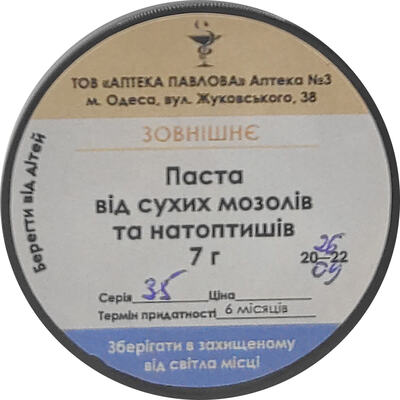 ТОВ «АПТЕКА ПАВЛОВА» Аптека №3
м. Одеса, вул. Жуковського, 38
ЗОВНІШНЄ
Берегти від дітей
Паста
від сухих мозолів
та натоптишів
7 г
26
20—22
09
Серія 35 Ціна
Термін придатності 6 місяців
Зберігати в захищеному
від світла місці